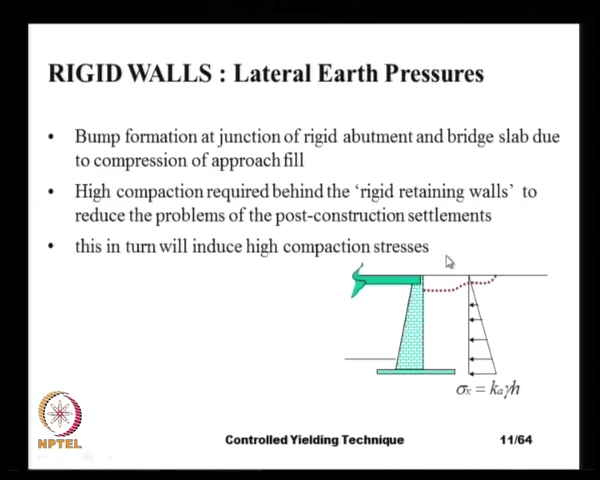 RIGID WALLS : Lateral Earth Pressures
• Bump formation at junction of rigid abutment and bridge slab due
to compression of approach fill
• High compaction required behind the ‘rigid retaining walls’ to
reduce the problems of the post-construction settlements
• this in turn will induce high compaction stresses
σx = kaγh
NPTEL
Controlled Yielding Technique
11/64